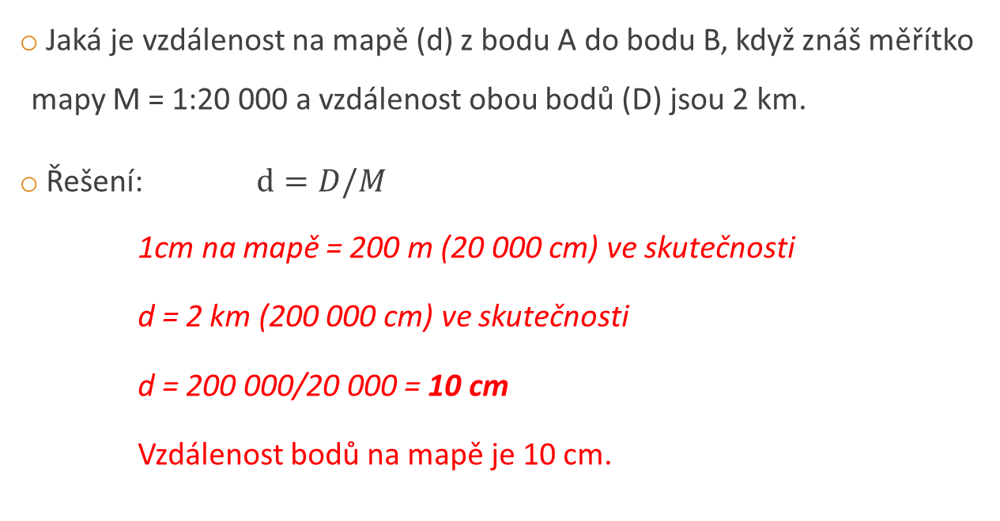 o Jaká je vzdálenost na mapě (d) z bodu A do bodu B, když znáš měřítko
mapy M = 1:20 000 a vzdálenost obou bodů (D) jsou 2 km.
o Řešení: d = D/M
1cm na mapě = 200 m (20 000 cm) ve skutečnosti
d = 2 km (200 000 cm) ve skutečnosti
d = 200 000/20 000 = 10 cm
Vzdálenost bodů na mapě je 10 cm.